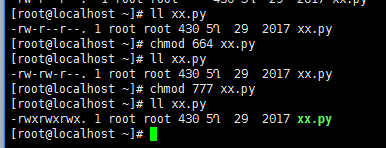 [root@localhost ~]# ll xx.py
-rw-r--r--. 1 root root 430 5月 29 2017 xx.py
[root@localhost ~]# chmod 664 xx.py
[root@localhost ~]# ll xx.py
-rw-rw-r--. 1 root root 430 5月 29 2017 xx.py
[root@localhost ~]# chmod 777 xx.py
[root@localhost ~]# ll xx.py
-rwxrwxrwx. 1 root root 430 5月 29 2017 xx.py
[root@localhost ~]#